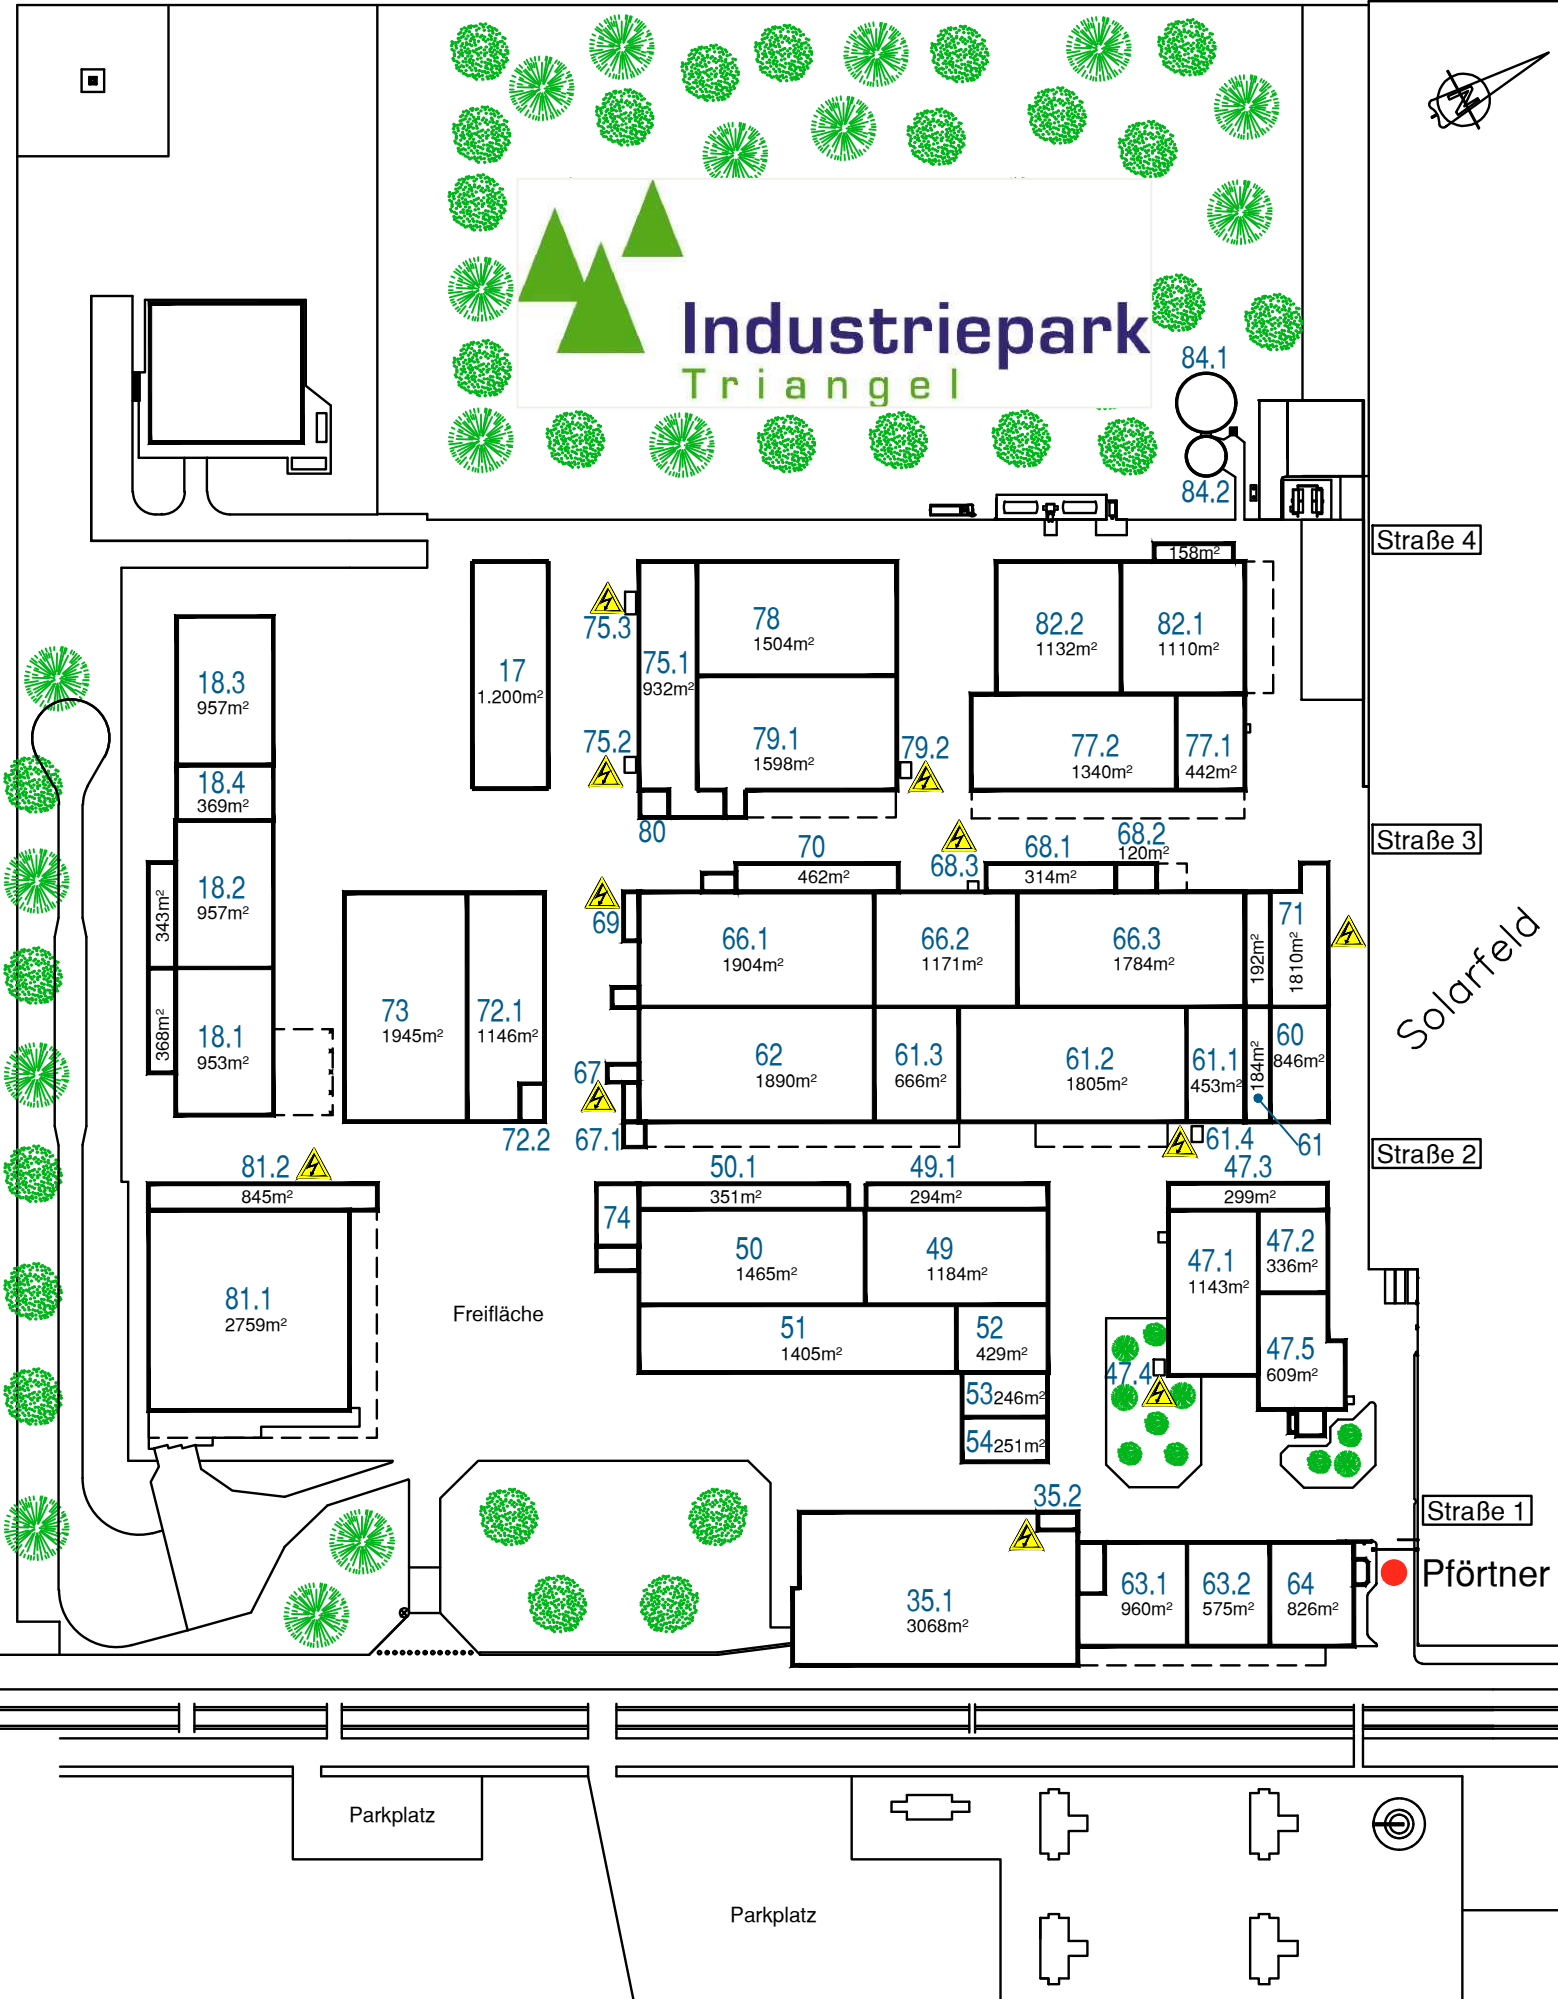 Industriepark
Triangel
84.1
84.2
Straße 4
158m²
75.3
78
1504m²
82.2
1132m²
82.1
1110m²
18.3
957m²
17
1.200m²
75.1
932m²
75.2
79.1
1598m²
79.2
77.2
1340m²
77.1
442m²
18.4
369m²
80
Straße 3
70
462m²
68.3
68.1
314m²
68.2
120m²
18.2
957m²
343m²
69
66.1
1904m²
66.2
1171m²
66.3
1784m²
192m²
71
1810m²
Solarfeld
18.1
953m²
368m²
73
1945m²
72.1
1146m²
67
62
1890m²
61.3
666m²
61.2
1805m²
61.1
453m²
184m²
60
846m²
72.2
67.1
61.4
61
Straße 2
81.2
845m²
50.1
351m²
49.1
294m²
47.3
299m²
74
50
1465m²
49
1184m²
47.1
1143m²
47.2
336m²
81.1
2759m²
Freifläche
51
1405m²
52
429m²
47.5
609m²
47.4
53 246m²
54 251m²
35.2
Straße 1
35.1
3068m²
63.1
960m²
63.2
575m²
64
826m²
Pförtner
Parkplatz
Parkplatz